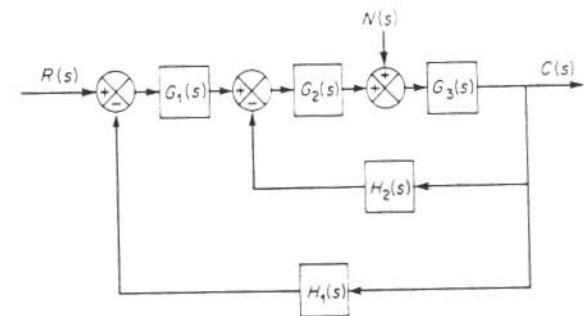 N(s)
R(s)
C(s)
+
−
G₁(s)
+
−
G₂(s)
+
+
G₃(s)
H₂(s)
H₁(s)